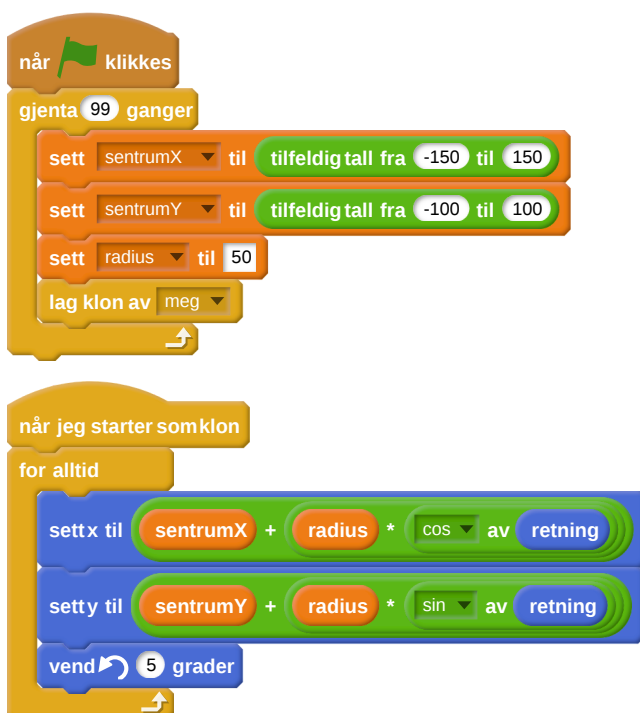 når klikkes
gjenta 99 ganger
sett sentrumX til tilfeldig tall fra -150 til 150
sett sentrumY til tilfeldig tall fra -100 til 100
sett radius til 50
lag klon av meg
når jeg starter som klon
for alltid
sett x til sentrumX + radius * cos av retning
sett y til sentrumY + radius * sin av retning
vend 5 grader